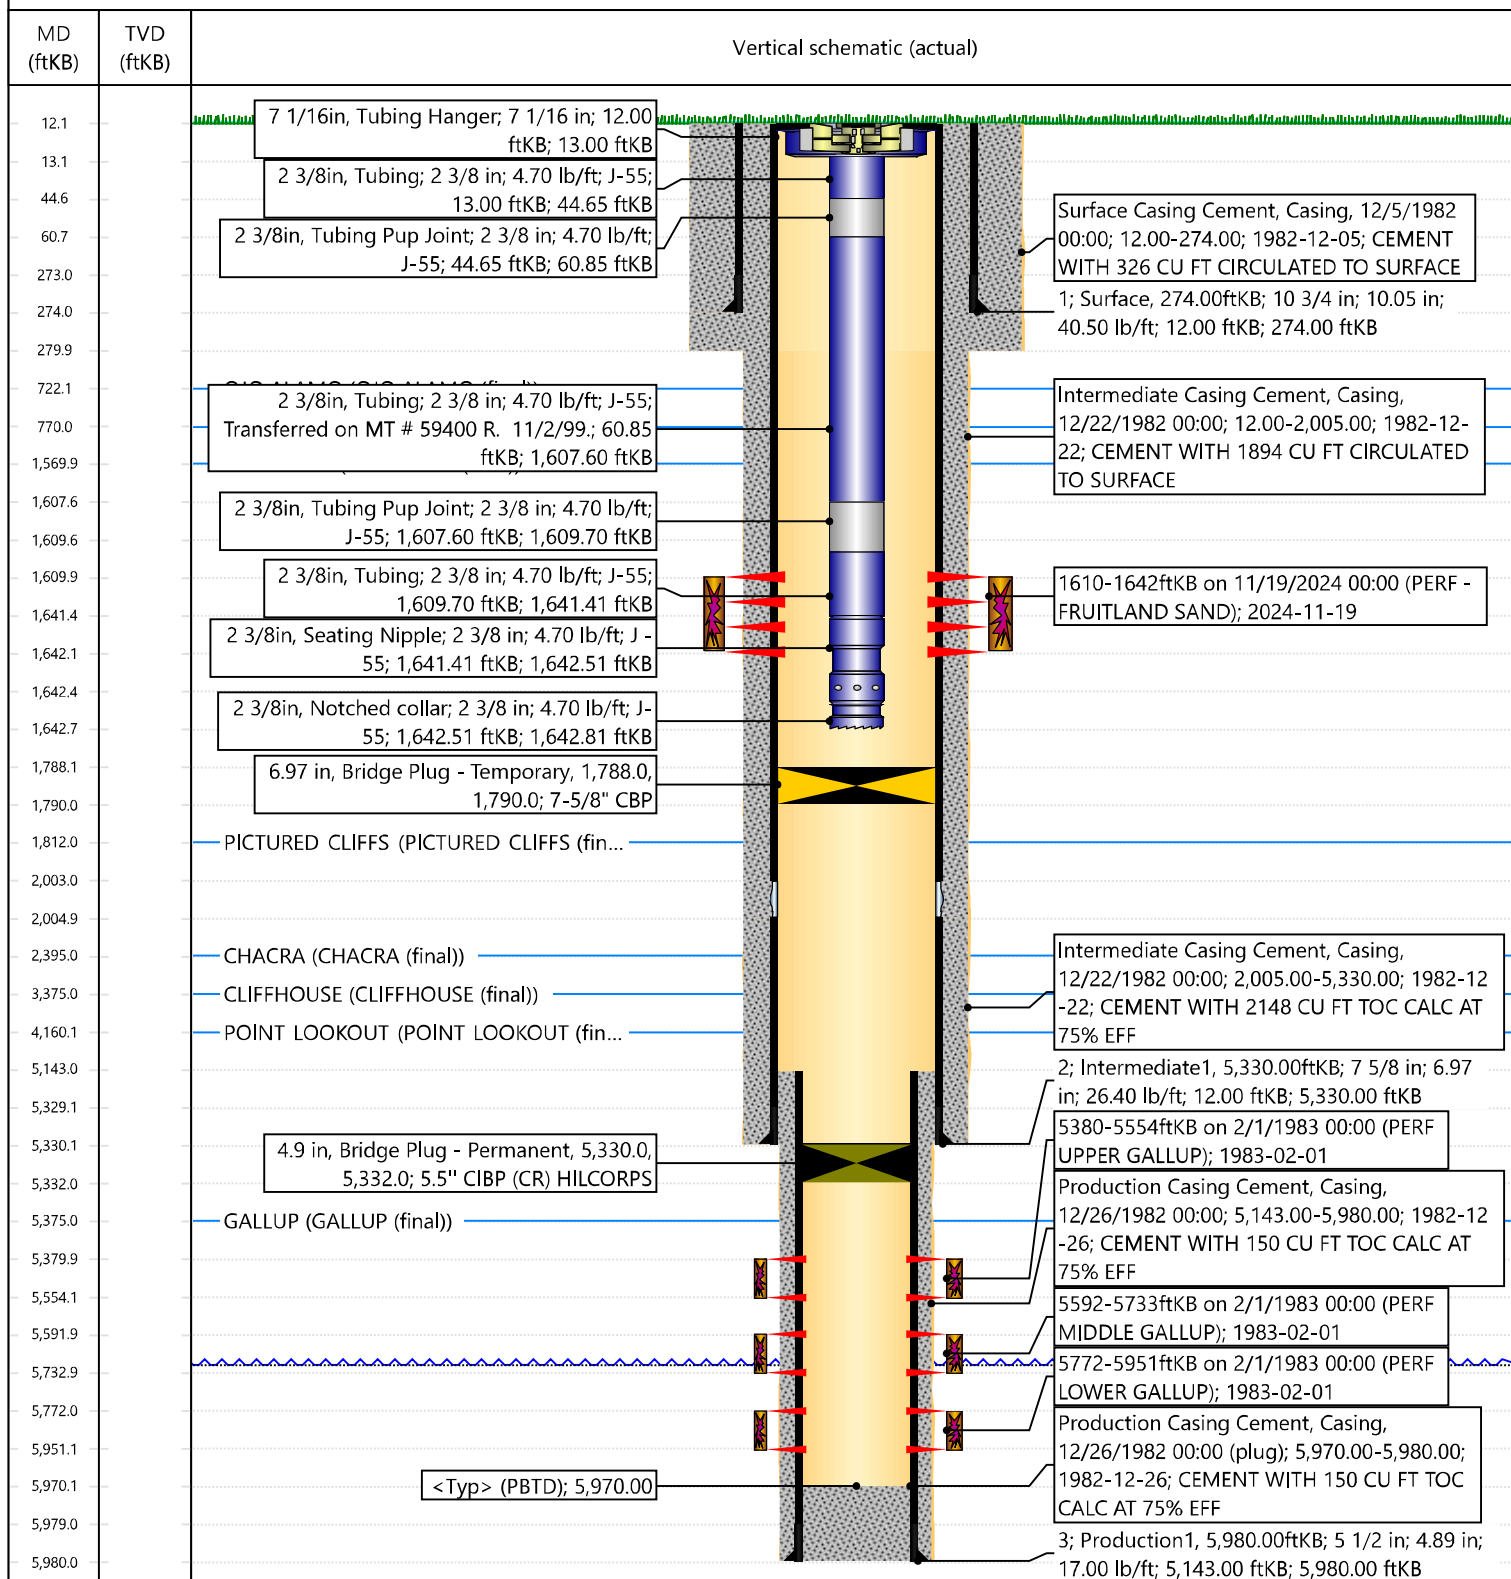 MD
(ftKB)
TVD
(ftKB)
Vertical schematic (actual)
12.1
13.1
44.6
60.7
273.0
274.0
279.9
722.1
770.0
1,569.9
1,607.6
1,609.6
1,609.9
1,641.4
1,642.1
1,642.4
1,642.7
1,788.1
1,790.0
1,812.0
2,003.0
2,004.9
2,395.0
3,375.0
4,160.1
5,143.0
5,329.1
5,330.1
5,332.0
5,375.0
5,379.9
5,554.1
5,591.9
5,732.9
5,772.0
5,951.1
5,970.1
5,979.0
5,980.0
7 1/16in, Tubing Hanger; 7 1/16 in; 12.00
ftKB; 13.00 ftKB
2 3/8in, Tubing; 2 3/8 in; 4.70 lb/ft; J-55;
13.00 ftKB; 44.65 ftKB
2 3/8in, Tubing Pup Joint; 2 3/8 in; 4.70 lb/ft;
J-55; 44.65 ftKB; 60.85 ftKB
2 3/8in, Tubing; 2 3/8 in; 4.70 lb/ft; J-55;
Transferred on MT # 59400 R. 11/2/99.; 60.85
ftKB; 1,607.60 ftKB
2 3/8in, Tubing Pup Joint; 2 3/8 in; 4.70 lb/ft;
J-55; 1,607.60 ftKB; 1,609.70 ftKB
2 3/8in, Tubing; 2 3/8 in; 4.70 lb/ft; J-55;
1,609.70 ftKB; 1,641.41 ftKB
2 3/8in, Seating Nipple; 2 3/8 in; 4.70 lb/ft; J -
55; 1,641.41 ftKB; 1,642.51 ftKB
2 3/8in, Notched collar; 2 3/8 in; 4.70 lb/ft; J-
55; 1,642.51 ftKB; 1,642.81 ftKB
6.97 in, Bridge Plug - Temporary, 1,788.0,
1,790.0; 7-5/8" CBP
PICTURED CLIFFS (PICTURED CLIFFS (fin...
CHACRA (CHACRA (final))
CLIFFHOUSE (CLIFFHOUSE (final))
POINT LOOKOUT (POINT LOOKOUT (fin...
4.9 in, Bridge Plug - Permanent, 5,330.0,
5,332.0; 5.5" CIBP (CR) HILCORPS
GALLUP (GALLUP (final))
<Typ> (PBTD); 5,970.00
Surface Casing Cement, Casing, 12/5/1982
00:00; 12.00-274.00; 1982-12-05; CEMENT
WITH 326 CU FT CIRCULATED TO SURFACE
1; Surface, 274.00ftKB; 10 3/4 in; 10.05 in;
40.50 lb/ft; 12.00 ftKB; 274.00 ftKB
Intermediate Casing Cement, Casing,
12/22/1982 00:00; 12.00-2,005.00; 1982-12-
22; CEMENT WITH 1894 CU FT CIRCULATED
TO SURFACE
1610-1642ftKB on 11/19/2024 00:00 (PERF -
FRUITLAND SAND); 2024-11-19
Intermediate Casing Cement, Casing,
12/22/1982 00:00; 2,005.00-5,330.00; 1982-12
-22; CEMENT WITH 2148 CU FT TOC CALC AT
75% EFF
2; Intermediate1, 5,330.00ftKB; 7 5/8 in; 6.97
in; 26.40 lb/ft; 12.00 ftKB; 5,330.00 ftKB
5380-5554ftKB on 2/1/1983 00:00 (PERF
UPPER GALLUP); 1983-02-01
Production Casing Cement, Casing,
12/26/1982 00:00; 5,143.00-5,980.00; 1982-12
-26; CEMENT WITH 150 CU FT TOC CALC AT
75% EFF
5592-5733ftKB on 2/1/1983 00:00 (PERF
MIDDLE GALLUP); 1983-02-01
5772-5951ftKB on 2/1/1983 00:00 (PERF
LOWER GALLUP); 1983-02-01
Production Casing Cement, Casing,
12/26/1982 00:00 (plug); 5,970.00-5,980.00;
1982-12-26; CEMENT WITH 150 CU FT TOC
CALC AT 75% EFF
3; Production1, 5,980.00ftKB; 5 1/2 in; 4.89 in;
17.00 lb/ft; 5,143.00 ftKB; 5,980.00 ftKB